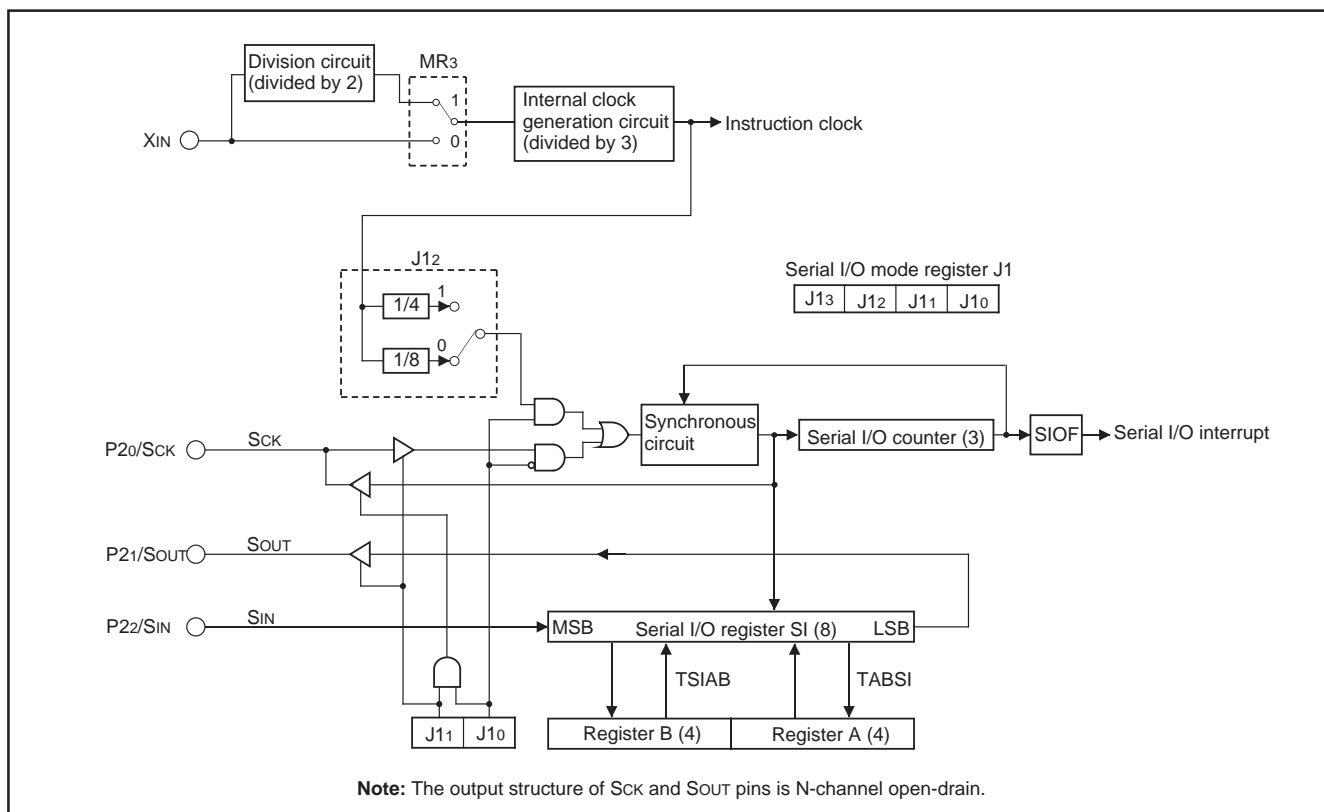 Division circuit
(divided by 2)
MR3
1
0
Internal clock
generation circuit
(divided by 3)
Instruction clock
XIN
J12
1/4
1
1/8
0
Serial I/O mode register J1
J13 J12 J11 J10
P20/SCK
SCK
Synchronous
circuit
Serial I/O counter (3)
SIOF
Serial I/O interrupt
P21/SOUT
SOUT
P22/SIN
SIN
MSB Serial I/O register SI (8) LSB
TSIAB
TABSI
J11 J10
Register B (4)
Register A (4)
Note: The output structure of SCK and SOUT pins is N-channel open-drain.